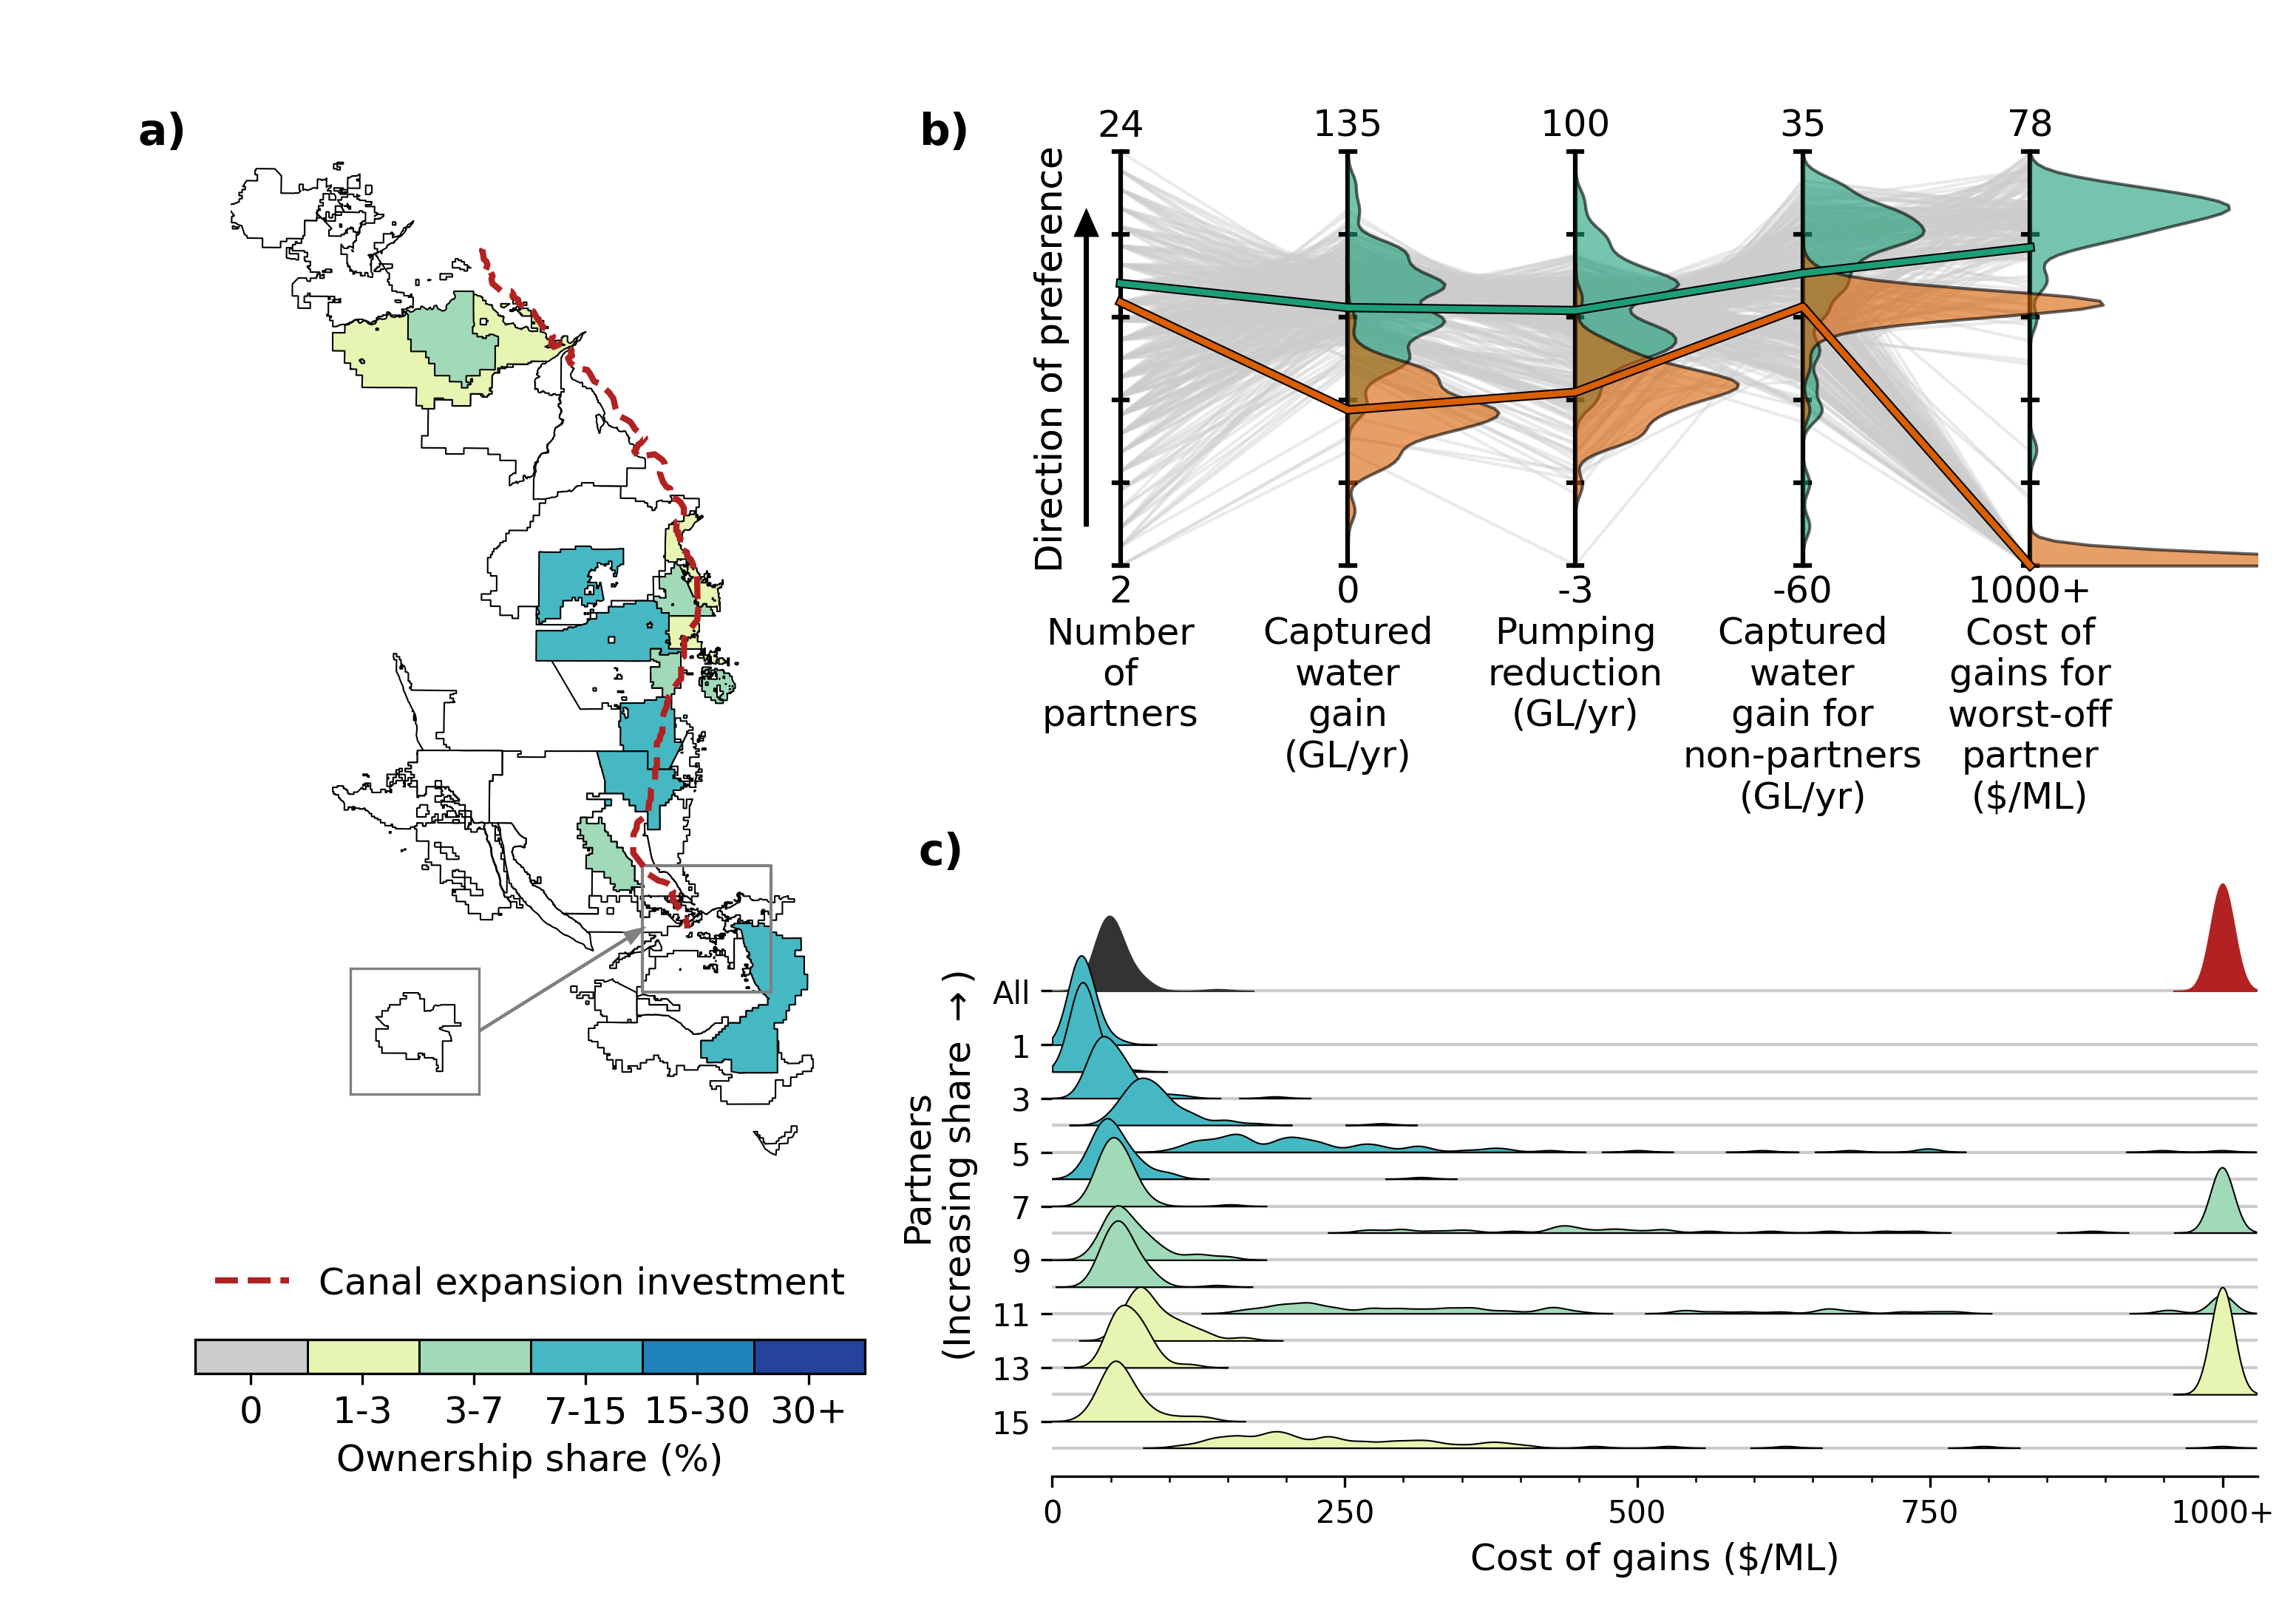 a)
Canal expansion investment
0 1-3 3-7 7-15 15-30 30+
Ownership share (%)
b)
24 135 100 35 78
Direction of preference
2 0 -3 -60 1000+
Number
of
partners
Captured
water
gain
(GL/yr)
Pumping
reduction
(GL/yr)
Captured
water
gain for
non-partners
(GL/yr)
Cost of
gains for
worst-off
partner
($/ML)
c)
Partners
(Increasing share →)
All
1
3
5
7
9
11
13
15
0 250 500 750 1000+
Cost of gains ($/ML)